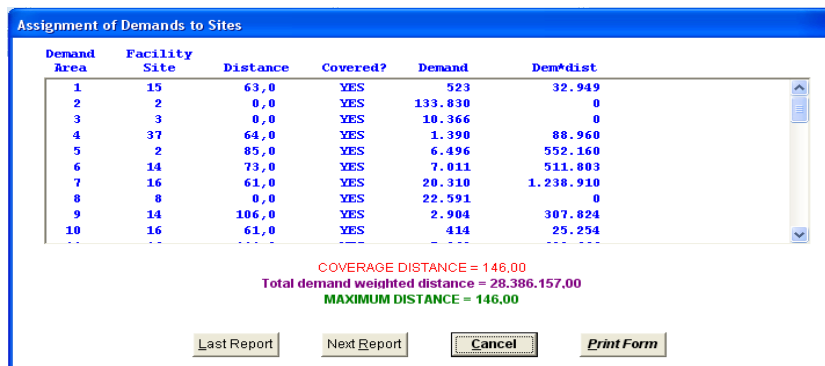 Assignment of Demands to Sites
Demand Area Facility Site Distance Covered? Demand Dem*dist
1 15 63,0 YES 523 32.949
2 2 0,0 YES 133.830 0
3 3 0,0 YES 10.366 0
4 37 64,0 YES 1.390 88.960
5 2 85,0 YES 6.496 552.160
6 14 73,0 YES 7.011 511.803
7 16 61,0 YES 20.310 1.238.910
8 8 0,0 YES 22.591 0
9 14 106,0 YES 2.904 307.824
10 16 61,0 YES 414 25.254
COVERAGE DISTANCE = 146,00
Total demand weighted distance = 28.386.157,00
MAXIMUM DISTANCE = 146,00
Last Report Next Report Cancel Print Form